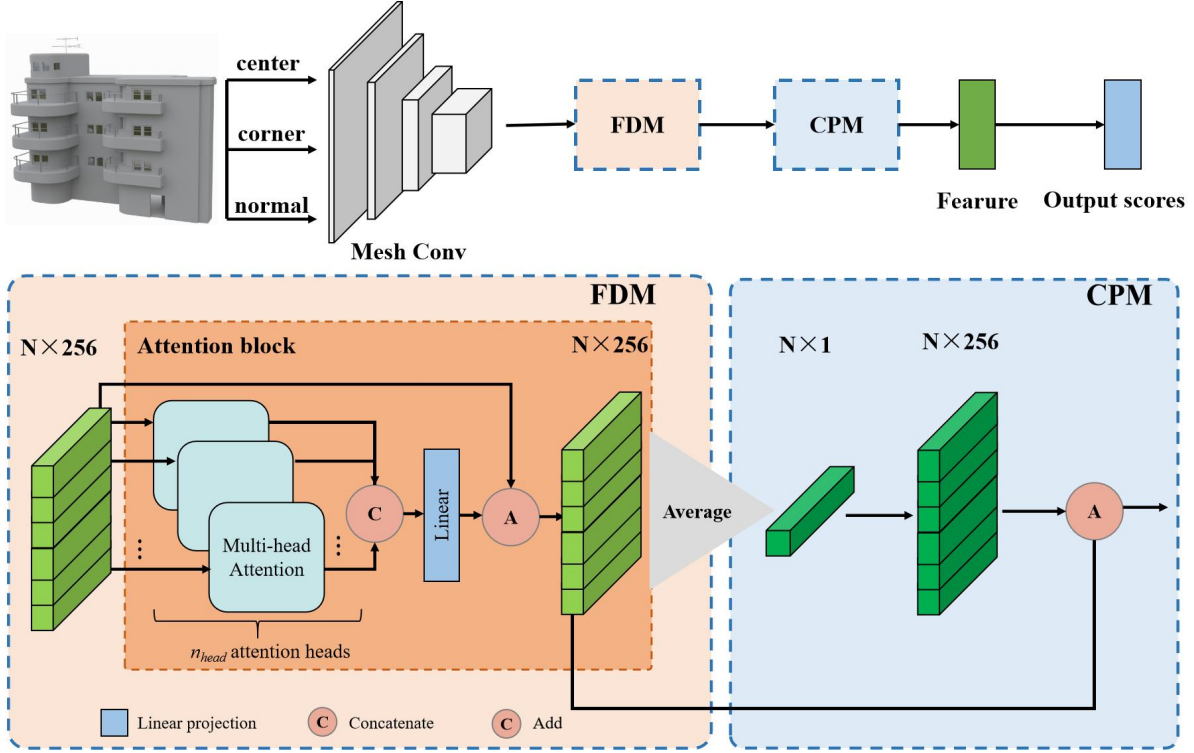 center
corner
normal
Mesh Conv
FDM
CPM
Fearure
Output scores
FDM
N×256
Attention block
N×256
Multi-head
Attention
⋮
⋮
C
Linear
A
n_head attention heads
Average
Linear projection
C Concatenate
C Add
CPM
N×1
N×256
A